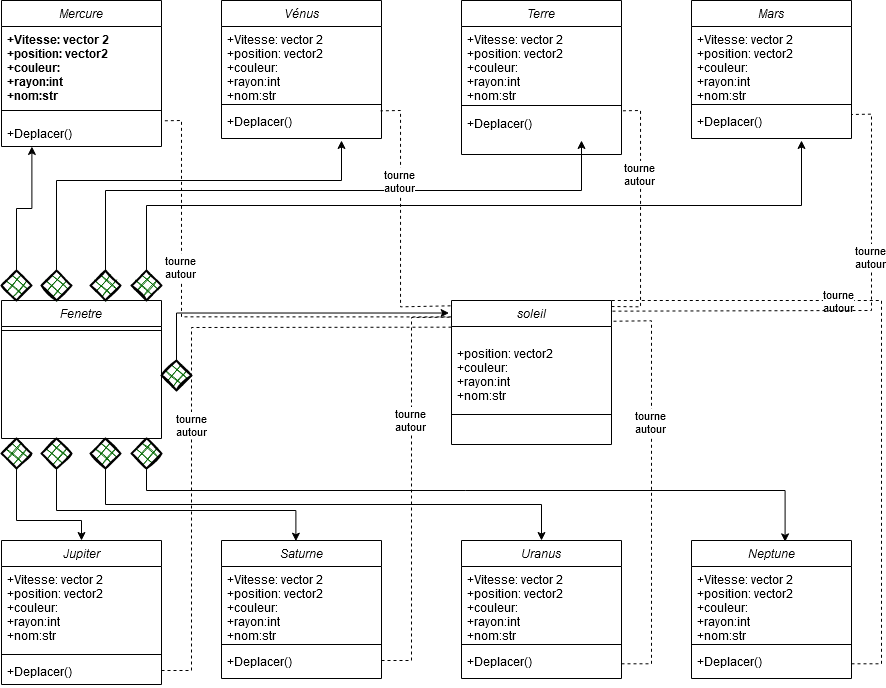 Mercure
+Vitesse: vector 2
+position: vector2
+couleur:
+rayon:int
+nom:str
+Deplacer()
Vénus
+Vitesse: vector 2
+position: vector2
+couleur:
+rayon:int
+nom:str
+Deplacer()
Terre
+Vitesse: vector 2
+position: vector2
+couleur:
+rayon:int
+nom:str
+Deplacer()
Mars
+Vitesse: vector 2
+position: vector2
+couleur:
+rayon:int
+nom:str
+Deplacer()
tourne
autour
tourne
autour
tourne
autour
tourne
autour
tourne
autour
Fenetre
soleil
+position: vector2
+couleur:
+rayon:int
+nom:str
tourne
autour
tourne
autour
tourne
autour
Jupiter
+Vitesse: vector 2
+position: vector2
+couleur:
+rayon:int
+nom:str
+Deplacer()
Saturne
+Vitesse: vector 2
+position: vector2
+couleur:
+rayon:int
+nom:str
+Deplacer()
Uranus
+Vitesse: vector 2
+position: vector2
+couleur:
+rayon:int
+nom:str
+Deplacer()
Neptune
+Vitesse: vector 2
+position: vector2
+couleur:
+rayon:int
+nom:str
+Deplacer()